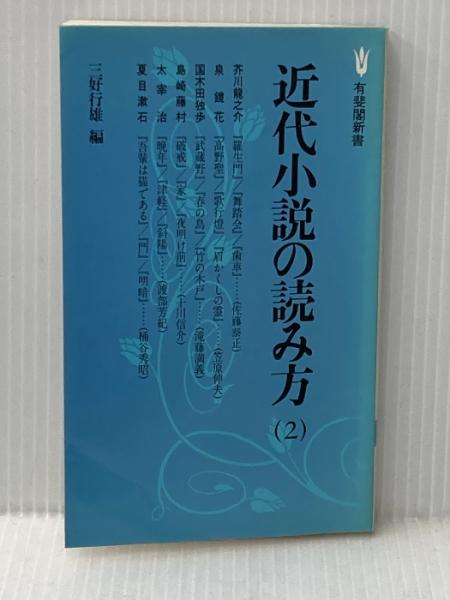 有斐閣新書
近代小説の読み方(2)
芥川龍之介『羅生門』/『舞踏会』/『歯車』……(佐藤泰正)
泉鏡花『高野聖』/『歌行燈』/『眉かくしの霊』……(笠原伸夫)
国木田独歩『武蔵野』/『春の鳥』/『竹の木戸』……(滝藤満義)
島崎藤村『破戒』/『家』/『夜明け前』……(十川信介)
太宰治『晩年』/『津軽』/『斜陽』……(渡部芳紀)
夏目漱石『吾輩は猫である』/『門』/『明暗』……(桶谷秀昭)
三好行雄 編